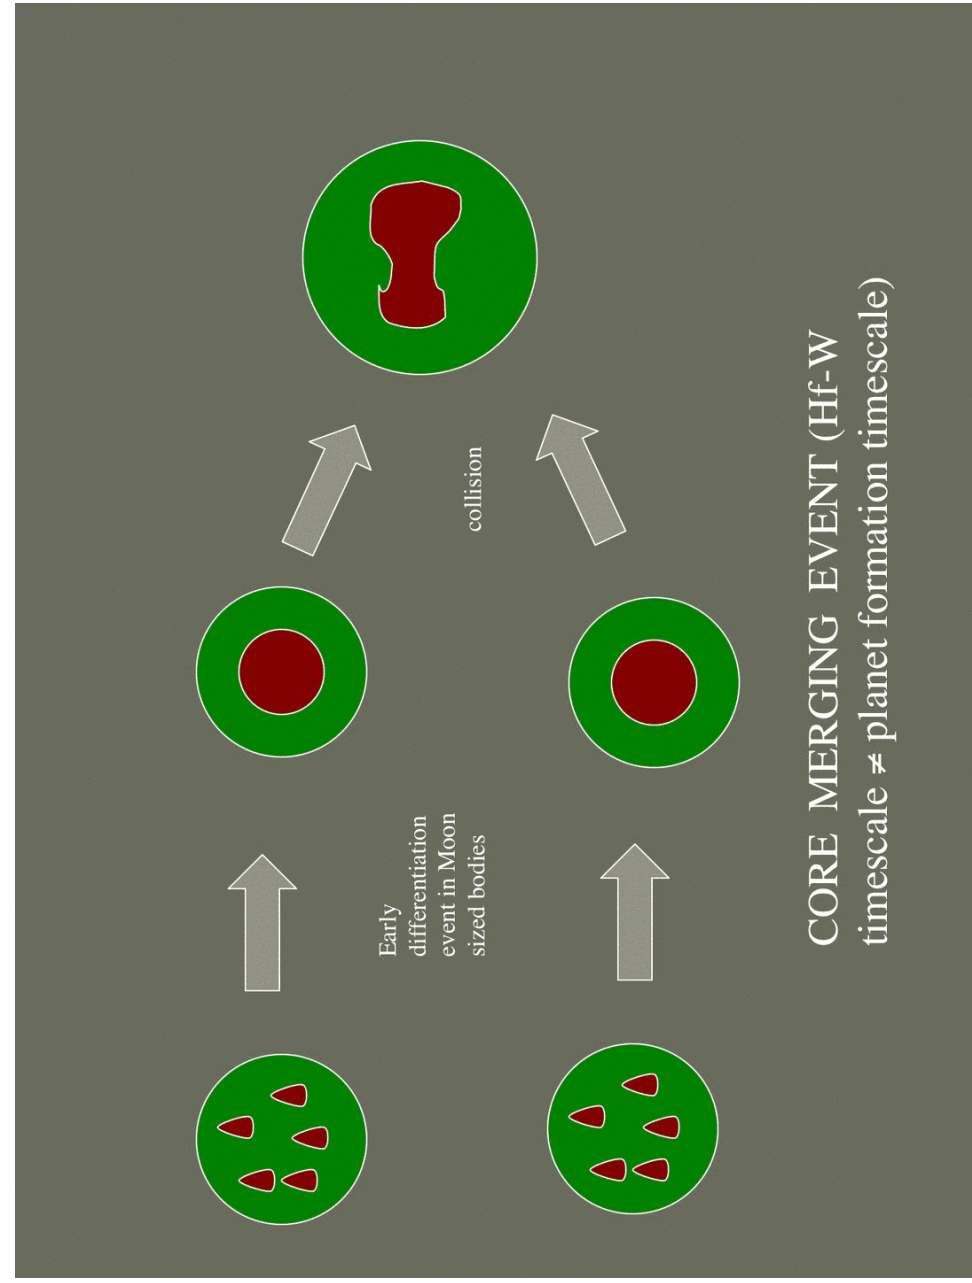 Early
differentiation
event in Moon
sized bodies
collision
CORE MERGING EVENT (Hf-W
timescale ≠ planet formation timescale)